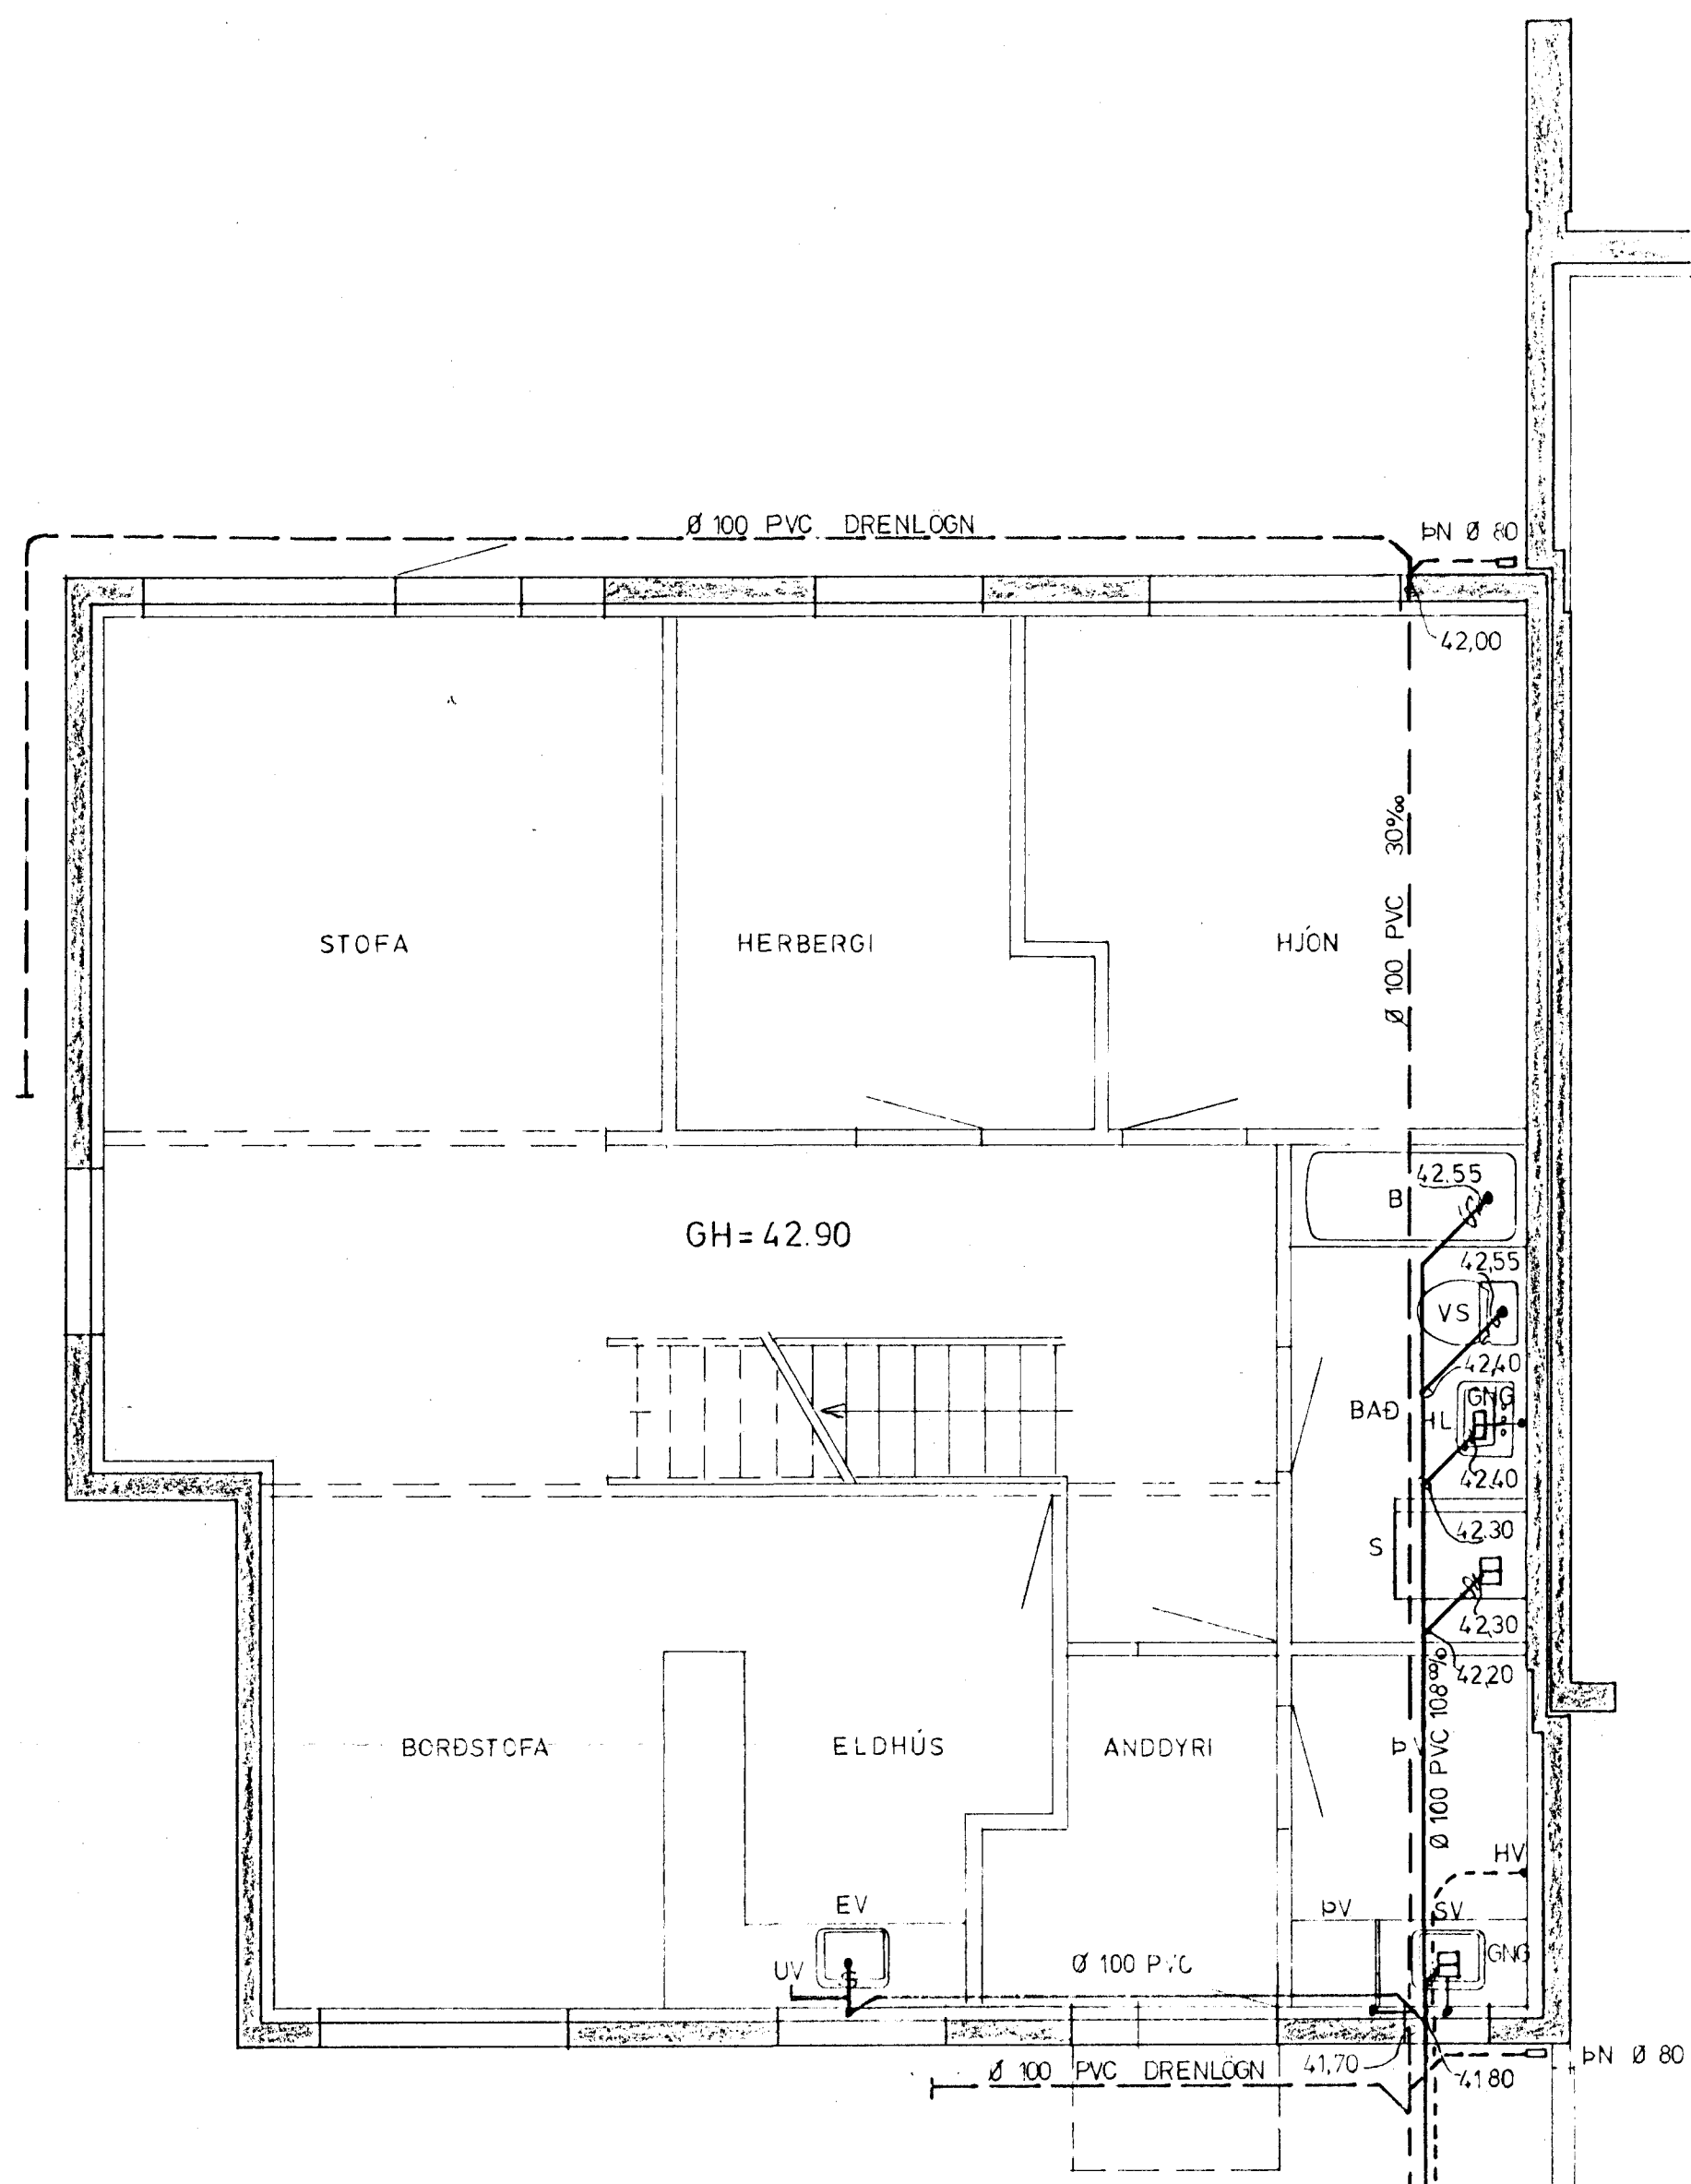 Ø 100 PVC DRENLÖGN
ÞN Ø 80
42,00
Ø 100 PVC 30‰
STOFA
HERBERGI
HJÓN
42.55
B
GH = 42.90
42,55
VS
42,40
GNG
BAÐ
HL
42,40
42.30
S
42,30
42,20
Ø 100 PVC 108‰
BORÐSTOFA
ELDHÚS
ANDDYRI
ÞV
HV
EV
ÞV
SV
GNG
UV
Ø 100 PVC
Ø 100 PVC DRENLÖGN
41,70
41.80
ÞN Ø 80